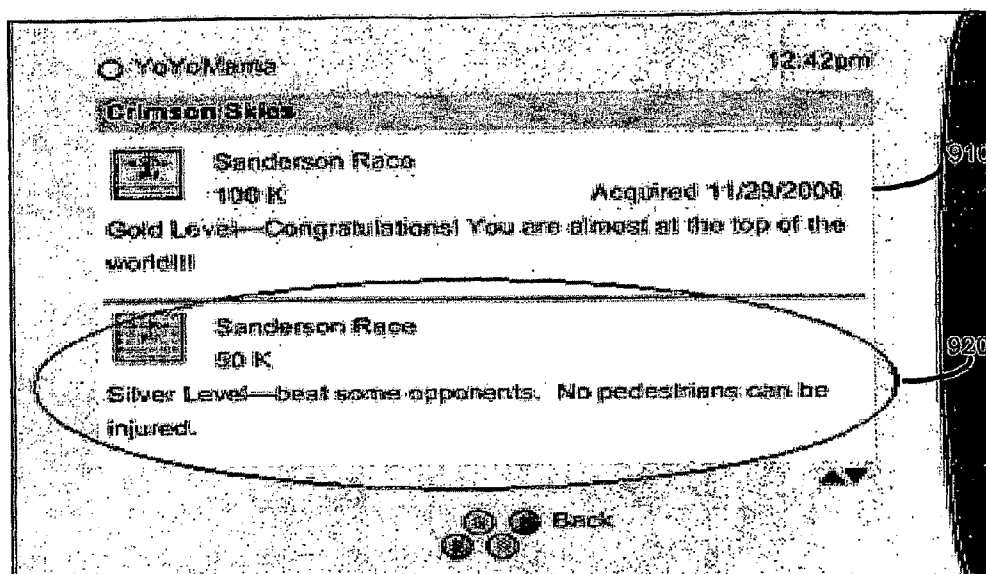 YoYoMama 12:42pm
Crimson Skies
Sanderson Race
100 K Acquired 11/29/2006
Gold Level—Congratulations! You are almost at the top of the
world!!!!
910
Sanderson Race
50 K
920
Silver Level—beat some opponents. No pedestrians can be
injured.
Back